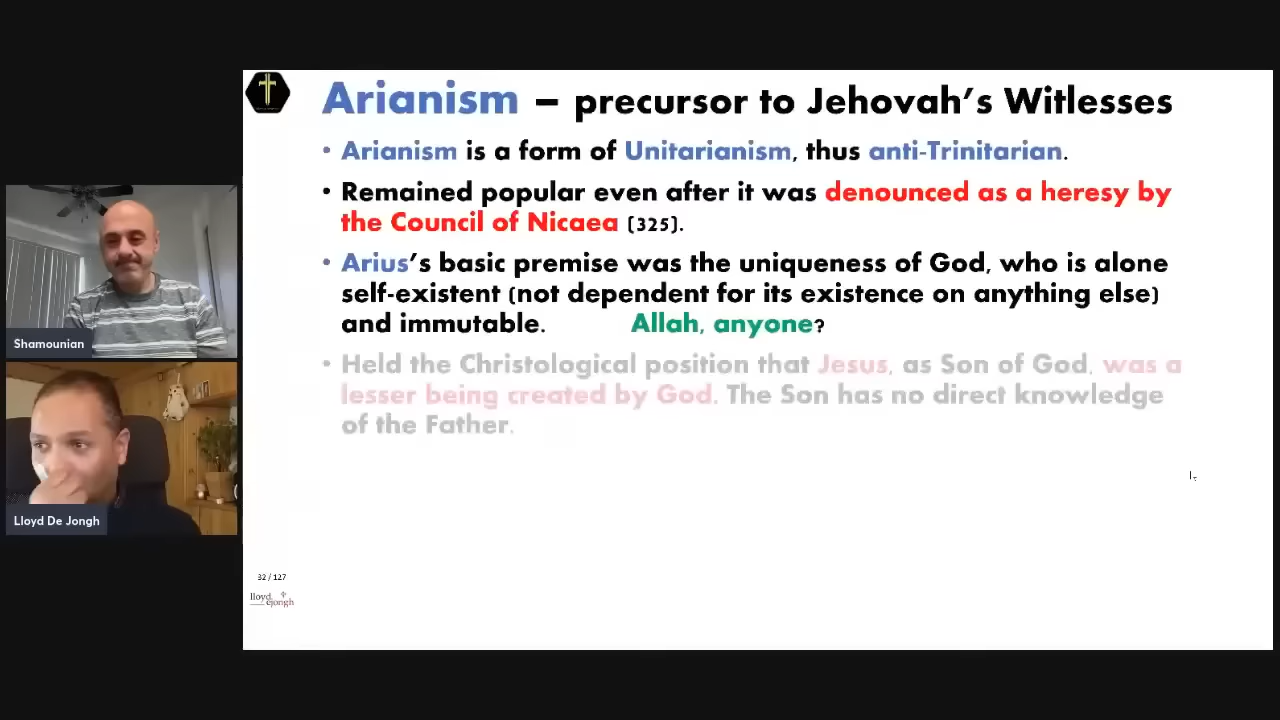 Arianism – precursor to Jehovah's Witlesses
• Arianism is a form of Unitarianism, thus anti-Trinitarian.
• Remained popular even after it was denounced as a heresy by
the Council of Nicaea (325).
• Arius's basic premise was the uniqueness of God, who is alone
self-existent (not dependent for its existence on anything else)
and immutable. Allah, anyone?
• Held the Christological position that Jesus, as Son of God, was a
lesser being created by God. The Son has no direct knowledge
of the Father.
Shamounian
Lloyd De Jongh
32 / 127
lloyd
dejongh